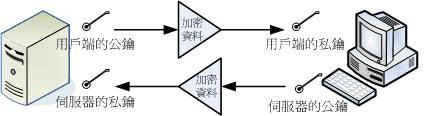 用戶端的公鑰
加密
資料
用戶端的私鑰
伺服器的私鑰
加密
資料
伺服器的公鑰